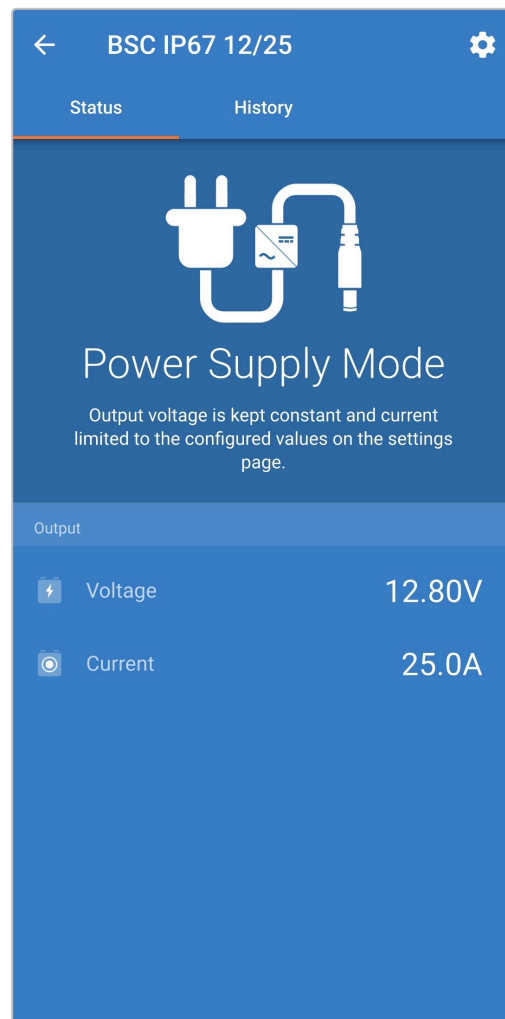 BSC IP67 12/25
Status
History
Power Supply Mode
Output voltage is kept constant and current
limited to the configured values on the settings
page.
Output
Voltage
12.80V
Current
25.0A